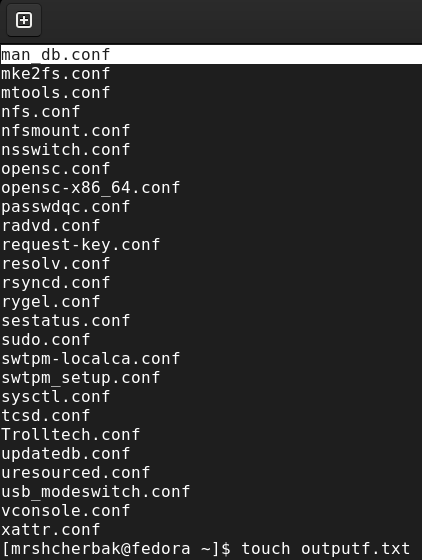 man_db.conf
mke2fs.conf
mtools.conf
nfs.conf
nfsmount.conf
nsswitch.conf
opensc.conf
opensc-x86_64.conf
passwdqc.conf
radvd.conf
request-key.conf
resolv.conf
rsyncd.conf
rygel.conf
sestatus.conf
sudo.conf
swtpm-localca.conf
swtpm_setup.conf
sysctl.conf
tcsd.conf
Trolltech.conf
updatedb.conf
uresourced.conf
usb_modeswitch.conf
vconsole.conf
xattr.conf
[mrshcherbak@fedora ~]$ touch outputf.txt